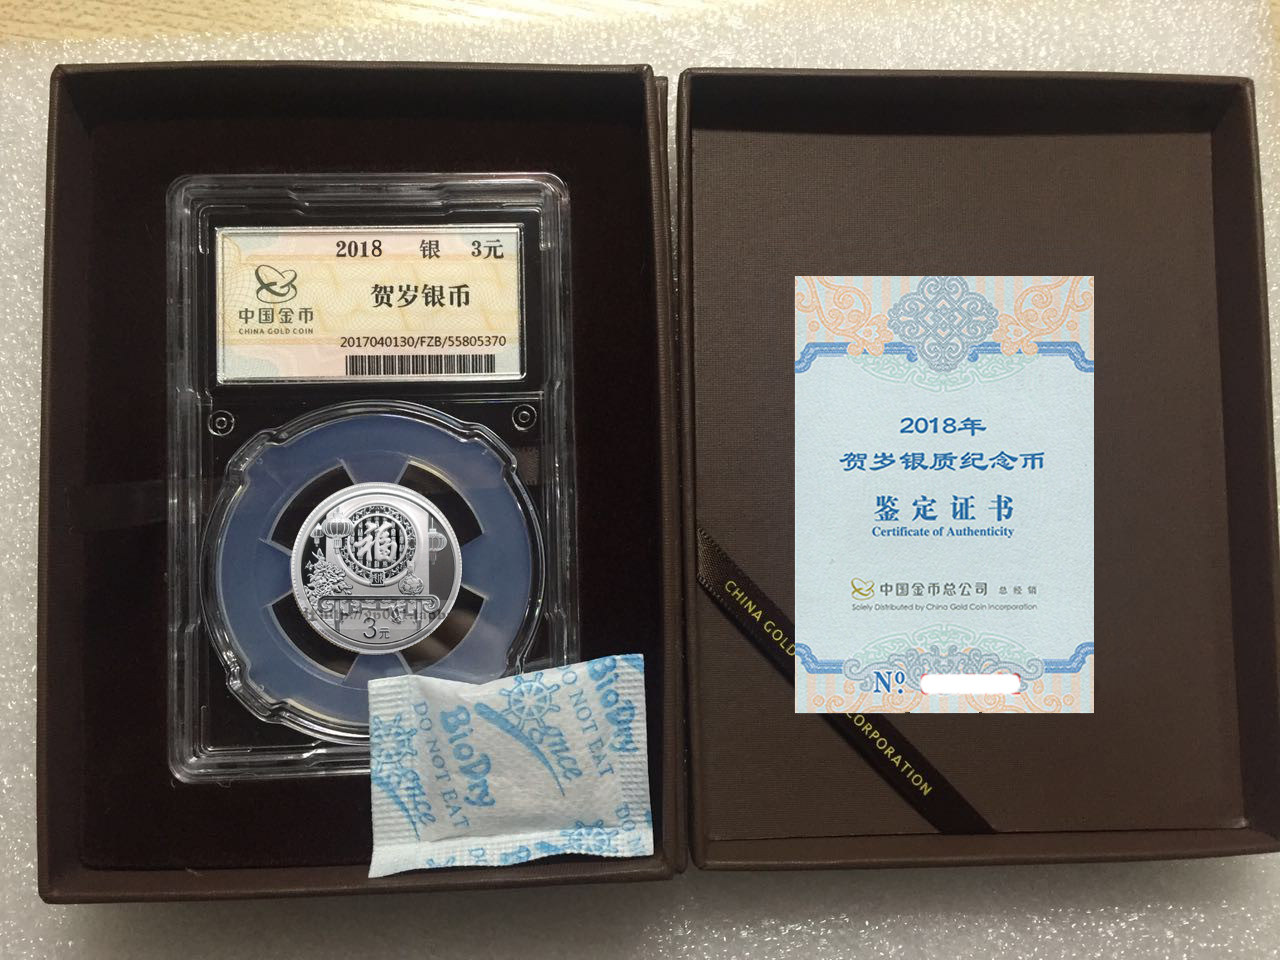 2018 银 3元
中国金币
CHINA GOLD COIN
贺岁银币
2017040130/FZB/55805370
福
3元
BioDry
DO NOT EAT
BioDry
DO NOT EAT
2018年
贺岁银质纪念币
鉴定证书
Certificate of Authenticity
中国金币总公司 总经销
Solely Distributed by China Gold Coin Incorporation
Nº.
CHINA GOLD
CORPORATION